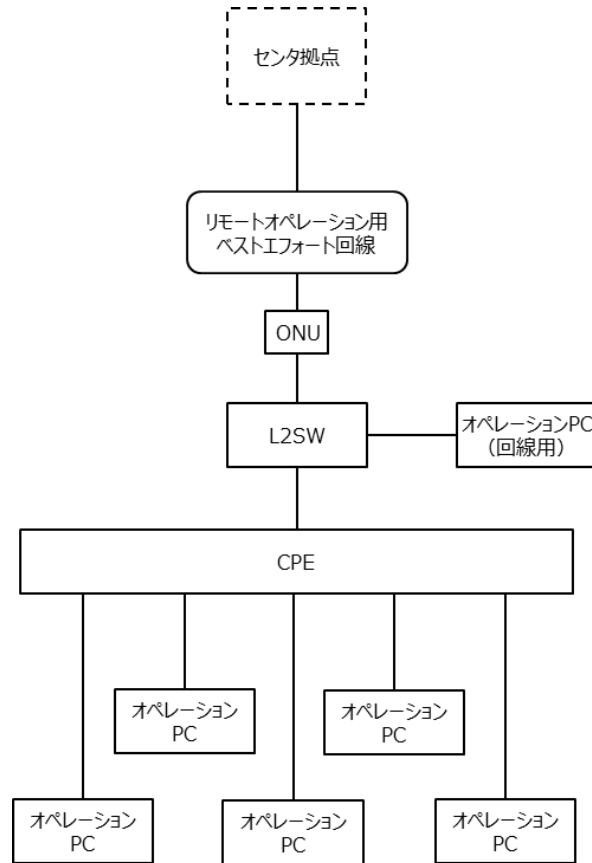 センタ拠点
リモートオペレーション用
ベストエフォート回線
ONU
L2SW
オペレーションPC
（回線用）
CPE
オペレーション
PC
オペレーション
PC
オペレーション
PC
オペレーション
PC
オペレーション
PC